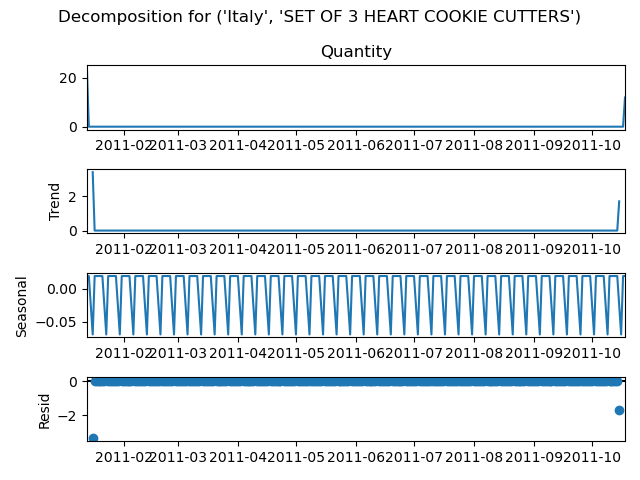 Decomposition for ('Italy', 'SET OF 3 HEART COOKIE CUTTERS')
Quantity
20
0
2011-02 2011-03 2011-04 2011-05 2011-06 2011-07 2011-08 2011-09 2011-10
Trend
2
0
2011-02 2011-03 2011-04 2011-05 2011-06 2011-07 2011-08 2011-09 2011-10
Seasonal
0.00
−0.05
2011-02 2011-03 2011-04 2011-05 2011-06 2011-07 2011-08 2011-09 2011-10
Resid
0
−2
2011-02 2011-03 2011-04 2011-05 2011-06 2011-07 2011-08 2011-09 2011-10